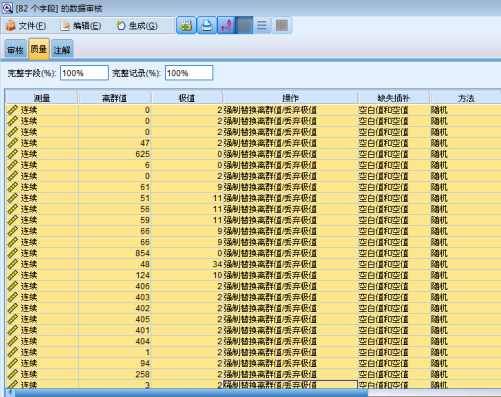 [82 个字段] 的数据审核
文件(F) 编辑(E) 生成(G)
审核 质量 注解
完整字段(%): 100% 完整记录(%): 100%
测量 离群值 极值 操作 缺失插补 方法
连续 0 2 强制替换离群值/丢弃极值 空白值和空值 随机
连续 0 2 强制替换离群值/丢弃极值 空白值和空值 随机
连续 0 2 强制替换离群值/丢弃极值 空白值和空值 随机
连续 47 2 强制替换离群值/丢弃极值 空白值和空值 随机
连续 625 0 强制替换离群值/丢弃极值 空白值和空值 随机
连续 6 0 强制替换离群值/丢弃极值 空白值和空值 随机
连续 0 2 强制替换离群值/丢弃极值 空白值和空值 随机
连续 61 9 强制替换离群值/丢弃极值 空白值和空值 随机
连续 51 11 强制替换离群值/丢弃极值 空白值和空值 随机
连续 56 11 强制替换离群值/丢弃极值 空白值和空值 随机
连续 59 11 强制替换离群值/丢弃极值 空白值和空值 随机
连续 66 9 强制替换离群值/丢弃极值 空白值和空值 随机
连续 66 9 强制替换离群值/丢弃极值 空白值和空值 随机
连续 854 0 强制替换离群值/丢弃极值 空白值和空值 随机
连续 48 34 强制替换离群值/丢弃极值 空白值和空值 随机
连续 124 10 强制替换离群值/丢弃极值 空白值和空值 随机
连续 406 2 强制替换离群值/丢弃极值 空白值和空值 随机
连续 403 2 强制替换离群值/丢弃极值 空白值和空值 随机
连续 402 2 强制替换离群值/丢弃极值 空白值和空值 随机
连续 405 2 强制替换离群值/丢弃极值 空白值和空值 随机
连续 401 2 强制替换离群值/丢弃极值 空白值和空值 随机
连续 404 2 强制替换离群值/丢弃极值 空白值和空值 随机
连续 1 2 强制替换离群值/丢弃极值 空白值和空值 随机
连续 94 2 强制替换离群值/丢弃极值 空白值和空值 随机
连续 258 2 强制替换离群值/丢弃极值 空白值和空值 随机
连续 3 2 强制替换离群值/丢弃极值 空白值和空值 随机